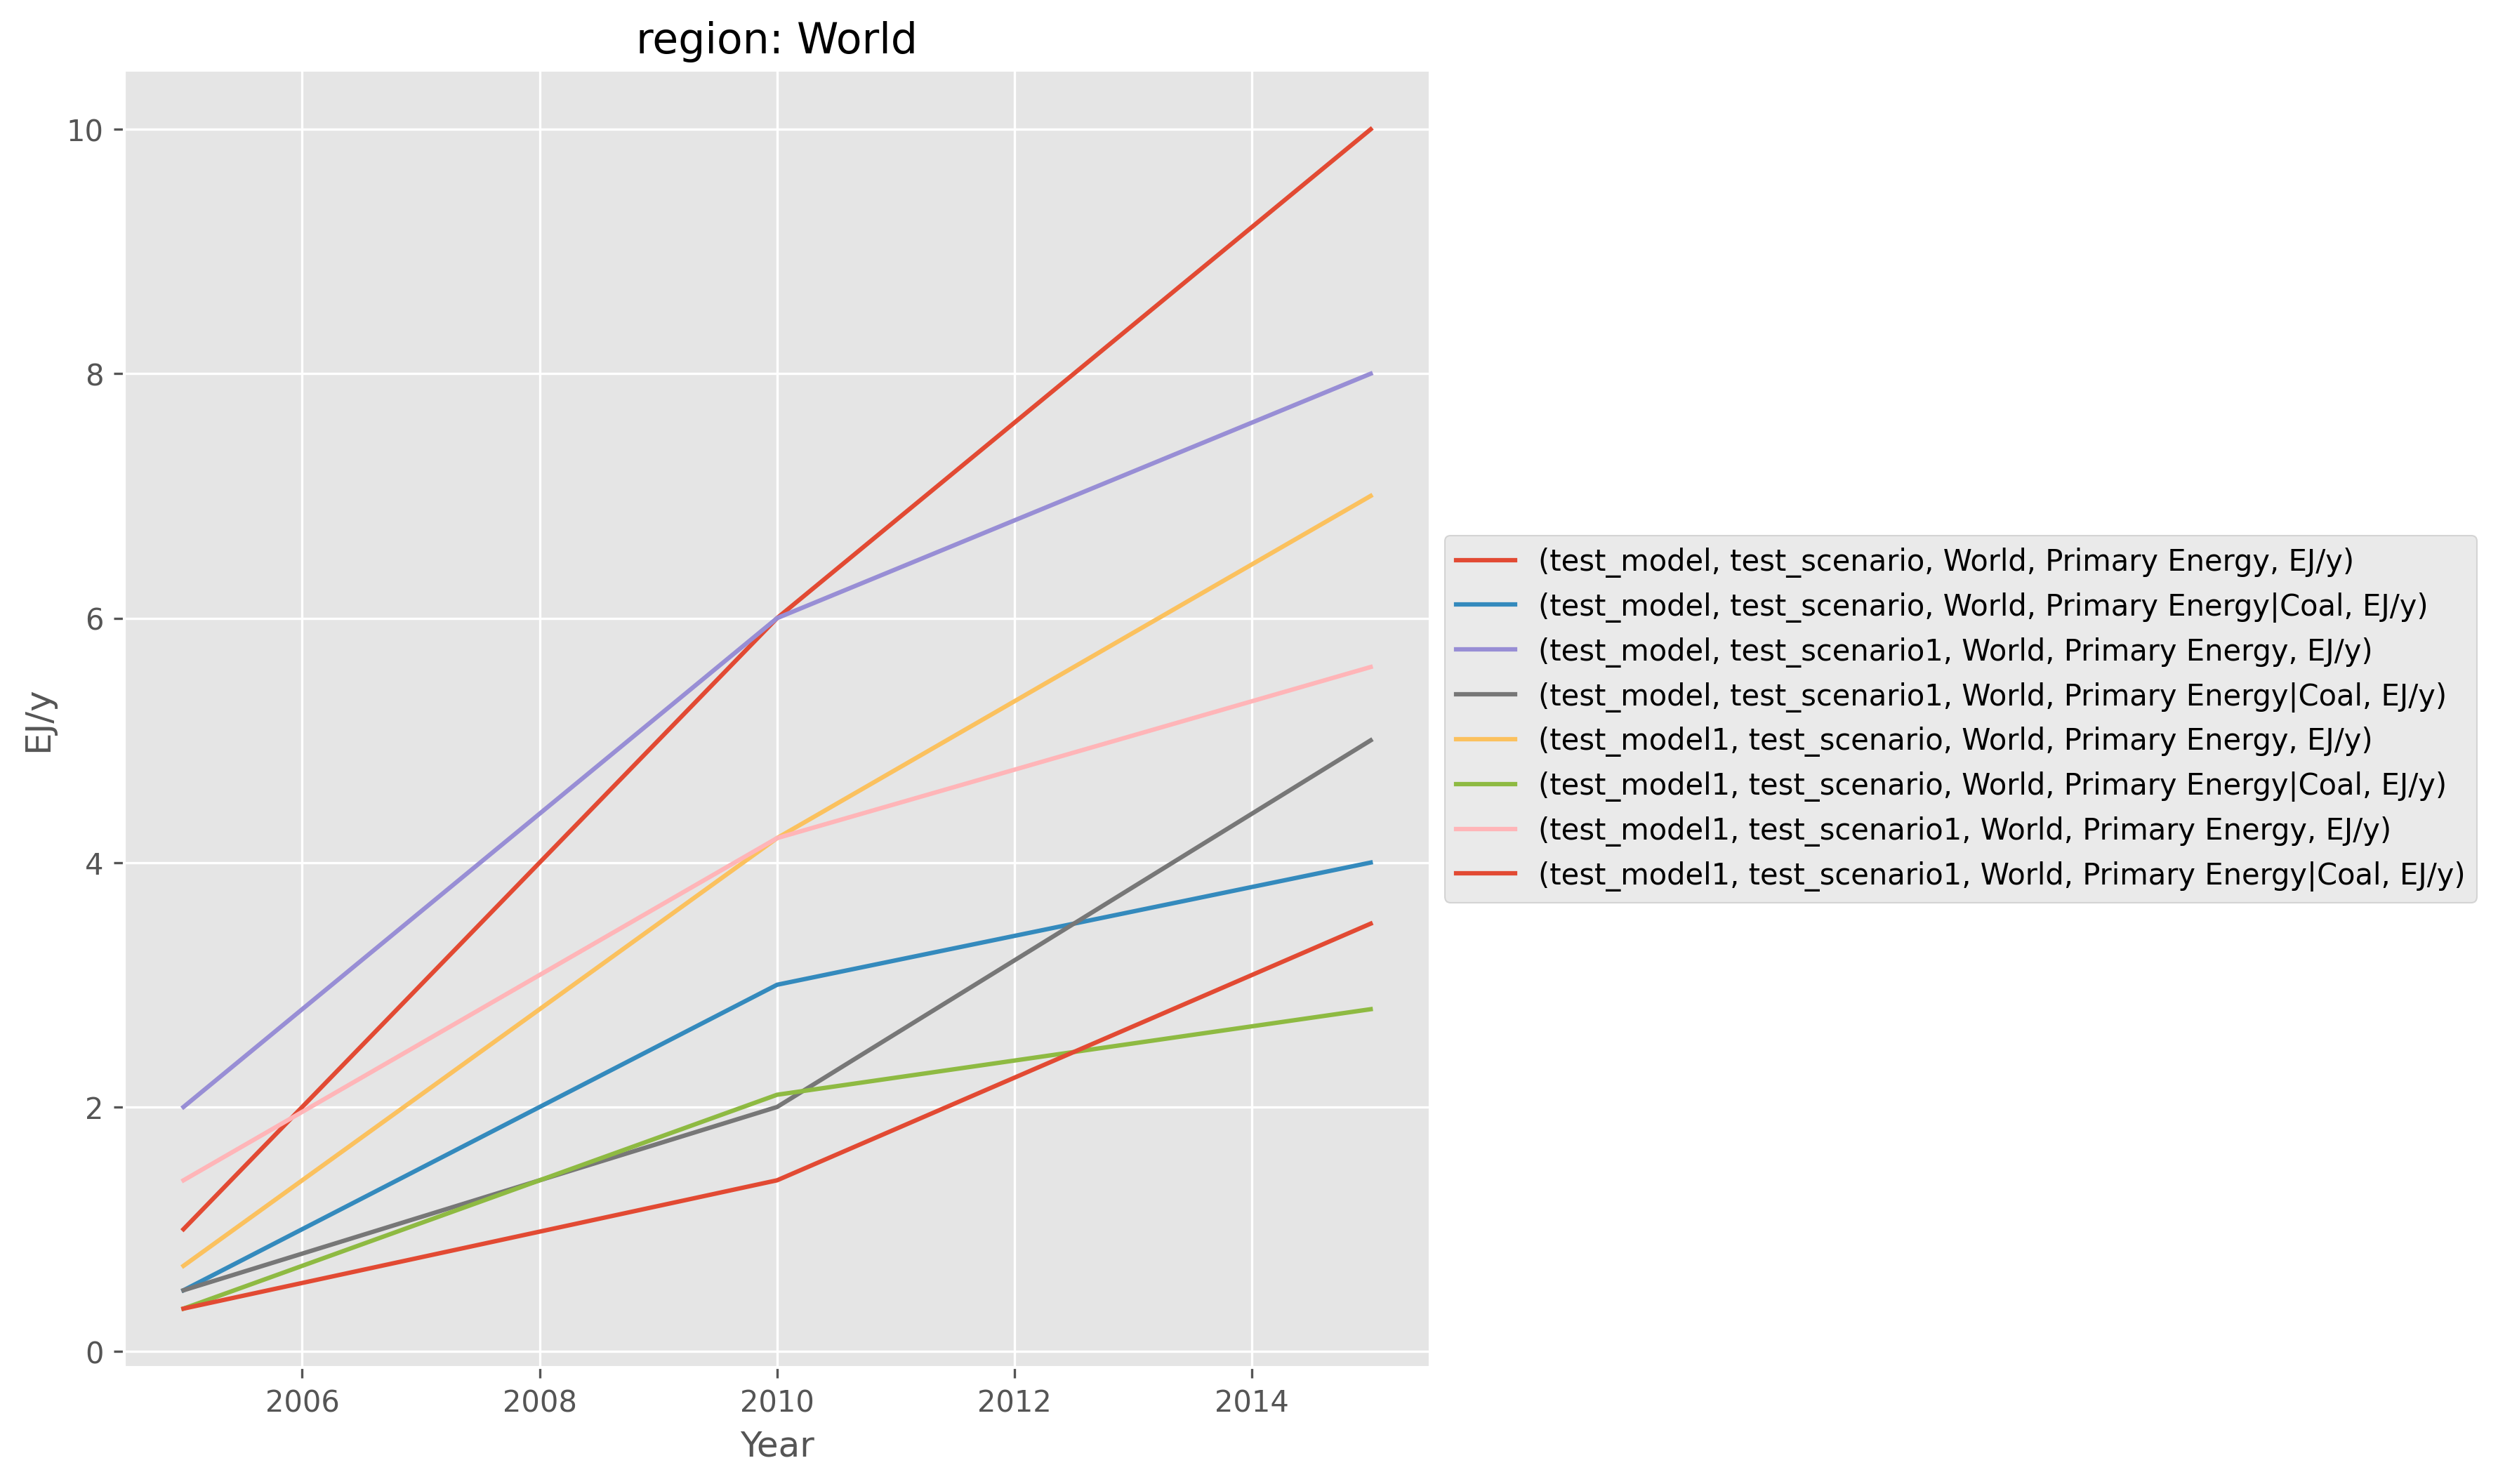 region: World
10
8
6
4
2
0
EJ/y
2006 2008 2010 2012 2014
Year
(test_model, test_scenario, World, Primary Energy, EJ/y)
(test_model, test_scenario, World, Primary Energy|Coal, EJ/y)
(test_model, test_scenario1, World, Primary Energy, EJ/y)
(test_model, test_scenario1, World, Primary Energy|Coal, EJ/y)
(test_model1, test_scenario, World, Primary Energy, EJ/y)
(test_model1, test_scenario, World, Primary Energy|Coal, EJ/y)
(test_model1, test_scenario1, World, Primary Energy, EJ/y)
(test_model1, test_scenario1, World, Primary Energy|Coal, EJ/y)